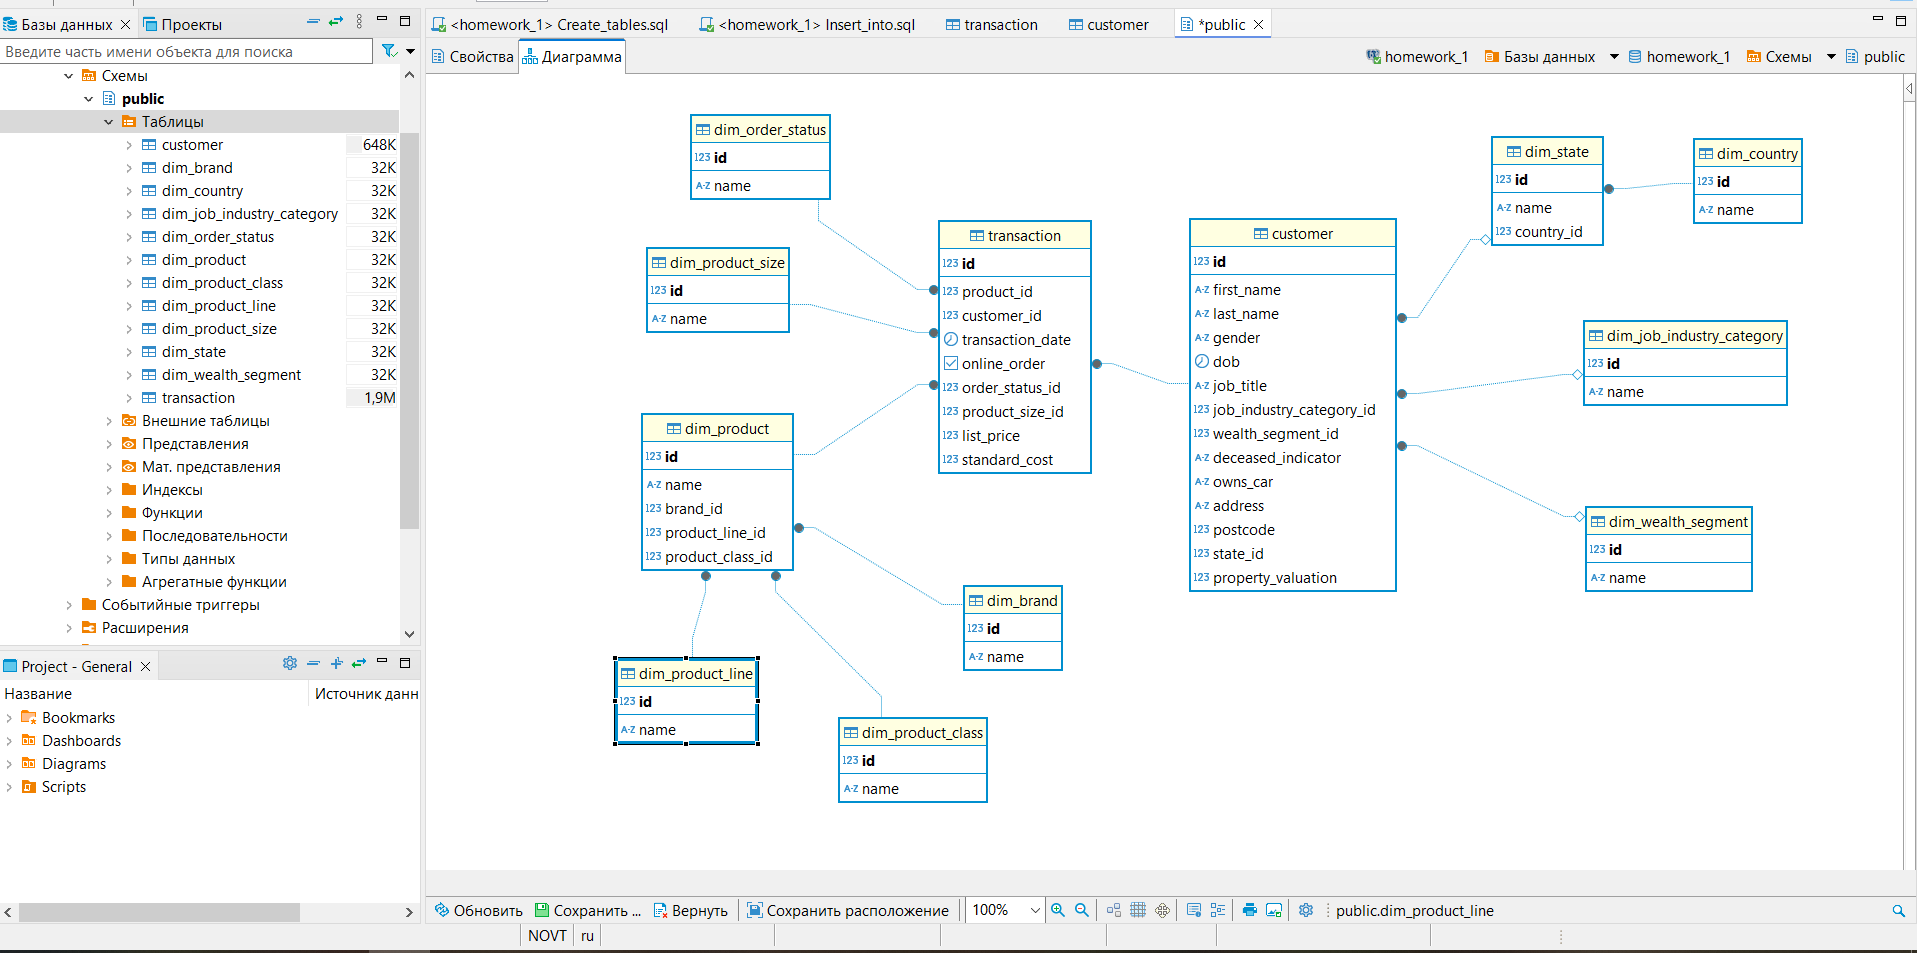 Базы данных
Проекты
Введите часть имени объекта для поиска
Схемы
public
Таблицы
customer 648K
dim_brand 32K
dim_country 32K
dim_job_industry_category 32K
dim_order_status 32K
dim_product 32K
dim_product_class 32K
dim_product_line 32K
dim_product_size 32K
dim_state 32K
dim_wealth_segment 32K
transaction 1,9M
Внешние таблицы
Представления
Мат. представления
Индексы
Функции
Последовательности
Типы данных
Агрегатные функции
Событийные триггеры
Расширения
Project - General
Название Источник данн
Bookmarks
Dashboards
Diagrams
Scripts
<homework_1> Create_tables.sql
<homework_1> Insert_into.sql
transaction
customer
*public
Свойства
Диаграмма
homework_1
Базы данных
homework_1
Схемы
public
dim_order_status
123 id
A-Z name
dim_product_size
123 id
A-Z name
dim_product
123 id
A-Z name
123 brand_id
123 product_line_id
123 product_class_id
dim_product_line
123 id
A-Z name
dim_product_class
123 id
A-Z name
dim_brand
123 id
A-Z name
transaction
123 id
123 product_id
123 customer_id
transaction_date
online_order
123 order_status_id
123 product_size_id
123 list_price
123 standard_cost
customer
123 id
A-Z first_name
A-Z last_name
A-Z gender
dob
A-Z job_title
123 job_industry_category_id
123 wealth_segment_id
A-Z deceased_indicator
A-Z owns_car
A-Z address
123 postcode
123 state_id
123 property_valuation
dim_state
123 id
A-Z name
123 country_id
dim_country
123 id
A-Z name
dim_job_industry_category
123 id
A-Z name
dim_wealth_segment
123 id
A-Z name
Обновить
Сохранить ...
Вернуть
Сохранить расположение
100%
public.dim_product_line
NOVT
ru